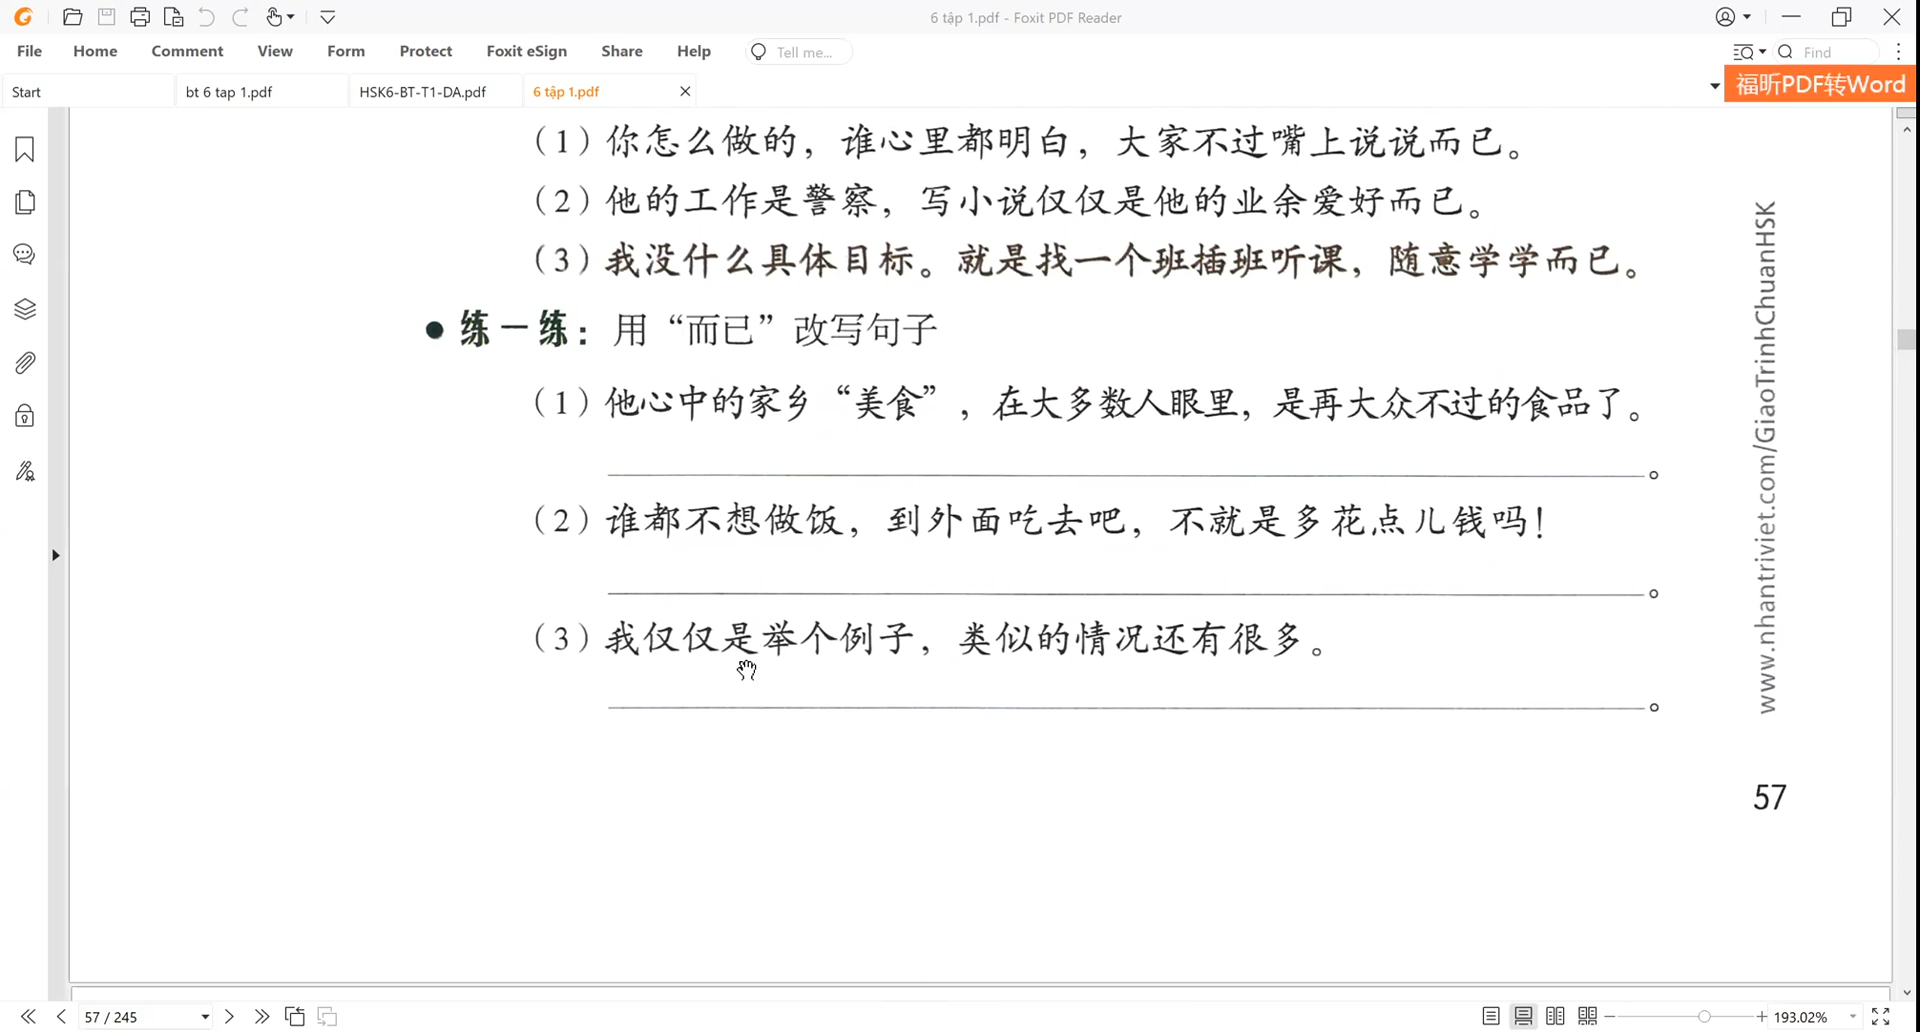 6 tập 1.pdf - Foxit PDF Reader
File Home Comment View Form Protect Foxit eSign Share Help Tell me... Find
Start bt 6 tap 1.pdf HSK6-BT-T1-DA.pdf 6 tập 1.pdf 福昕PDF转Word
（1）你怎么做的，谁心里都明白，大家不过嘴上说说而已。
（2）他的工作是警察，写小说仅仅是他的业余爱好而已。
（3）我没什么具体目标。就是找一个班插班听课，随意学学而已。
● 练一练：用“而已”改写句子
（1）他心中的家乡“美食”，在大多数人眼里，是再大众不过的食品了。
。
（2）谁都不想做饭，到外面吃去吧，不就是多花点儿钱吗！
。
（3）我仅仅是举个例子，类似的情况还有很多。
。
www.nhantriviet.com/GiaoTrinhChuanHSK
57
57 / 245 193.02%